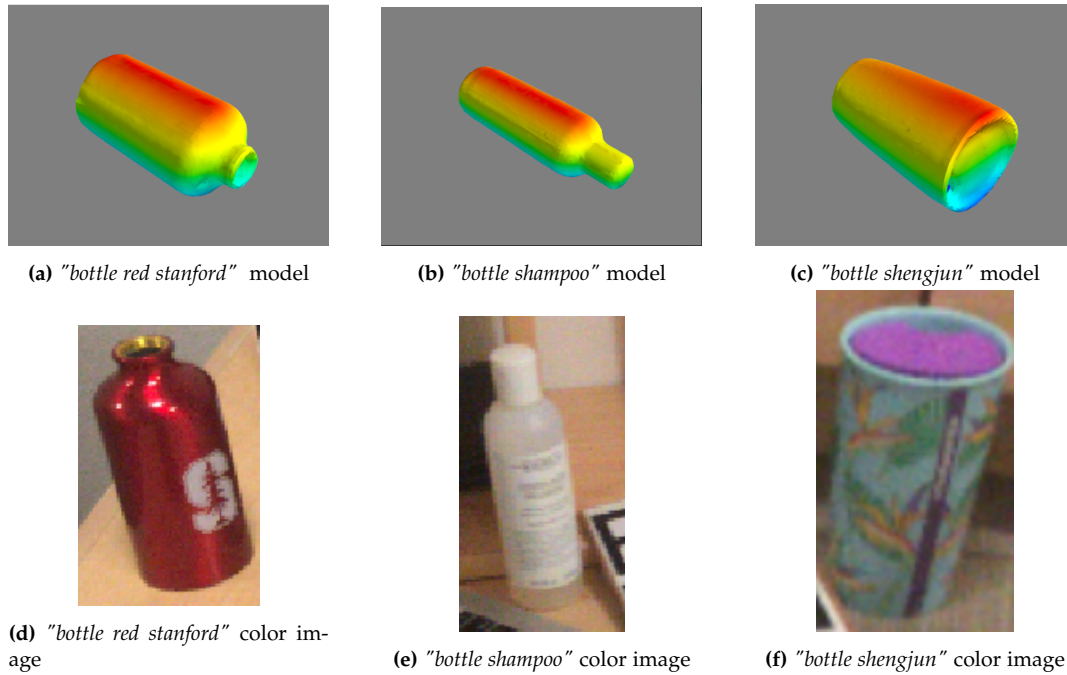 (a) "bottle red stanford" model
(b) "bottle shampoo" model
(c) "bottle shengjun" model
(d) "bottle red stanford" color im-
age
(e) "bottle shampoo" color image
(f) "bottle shengjun" color image